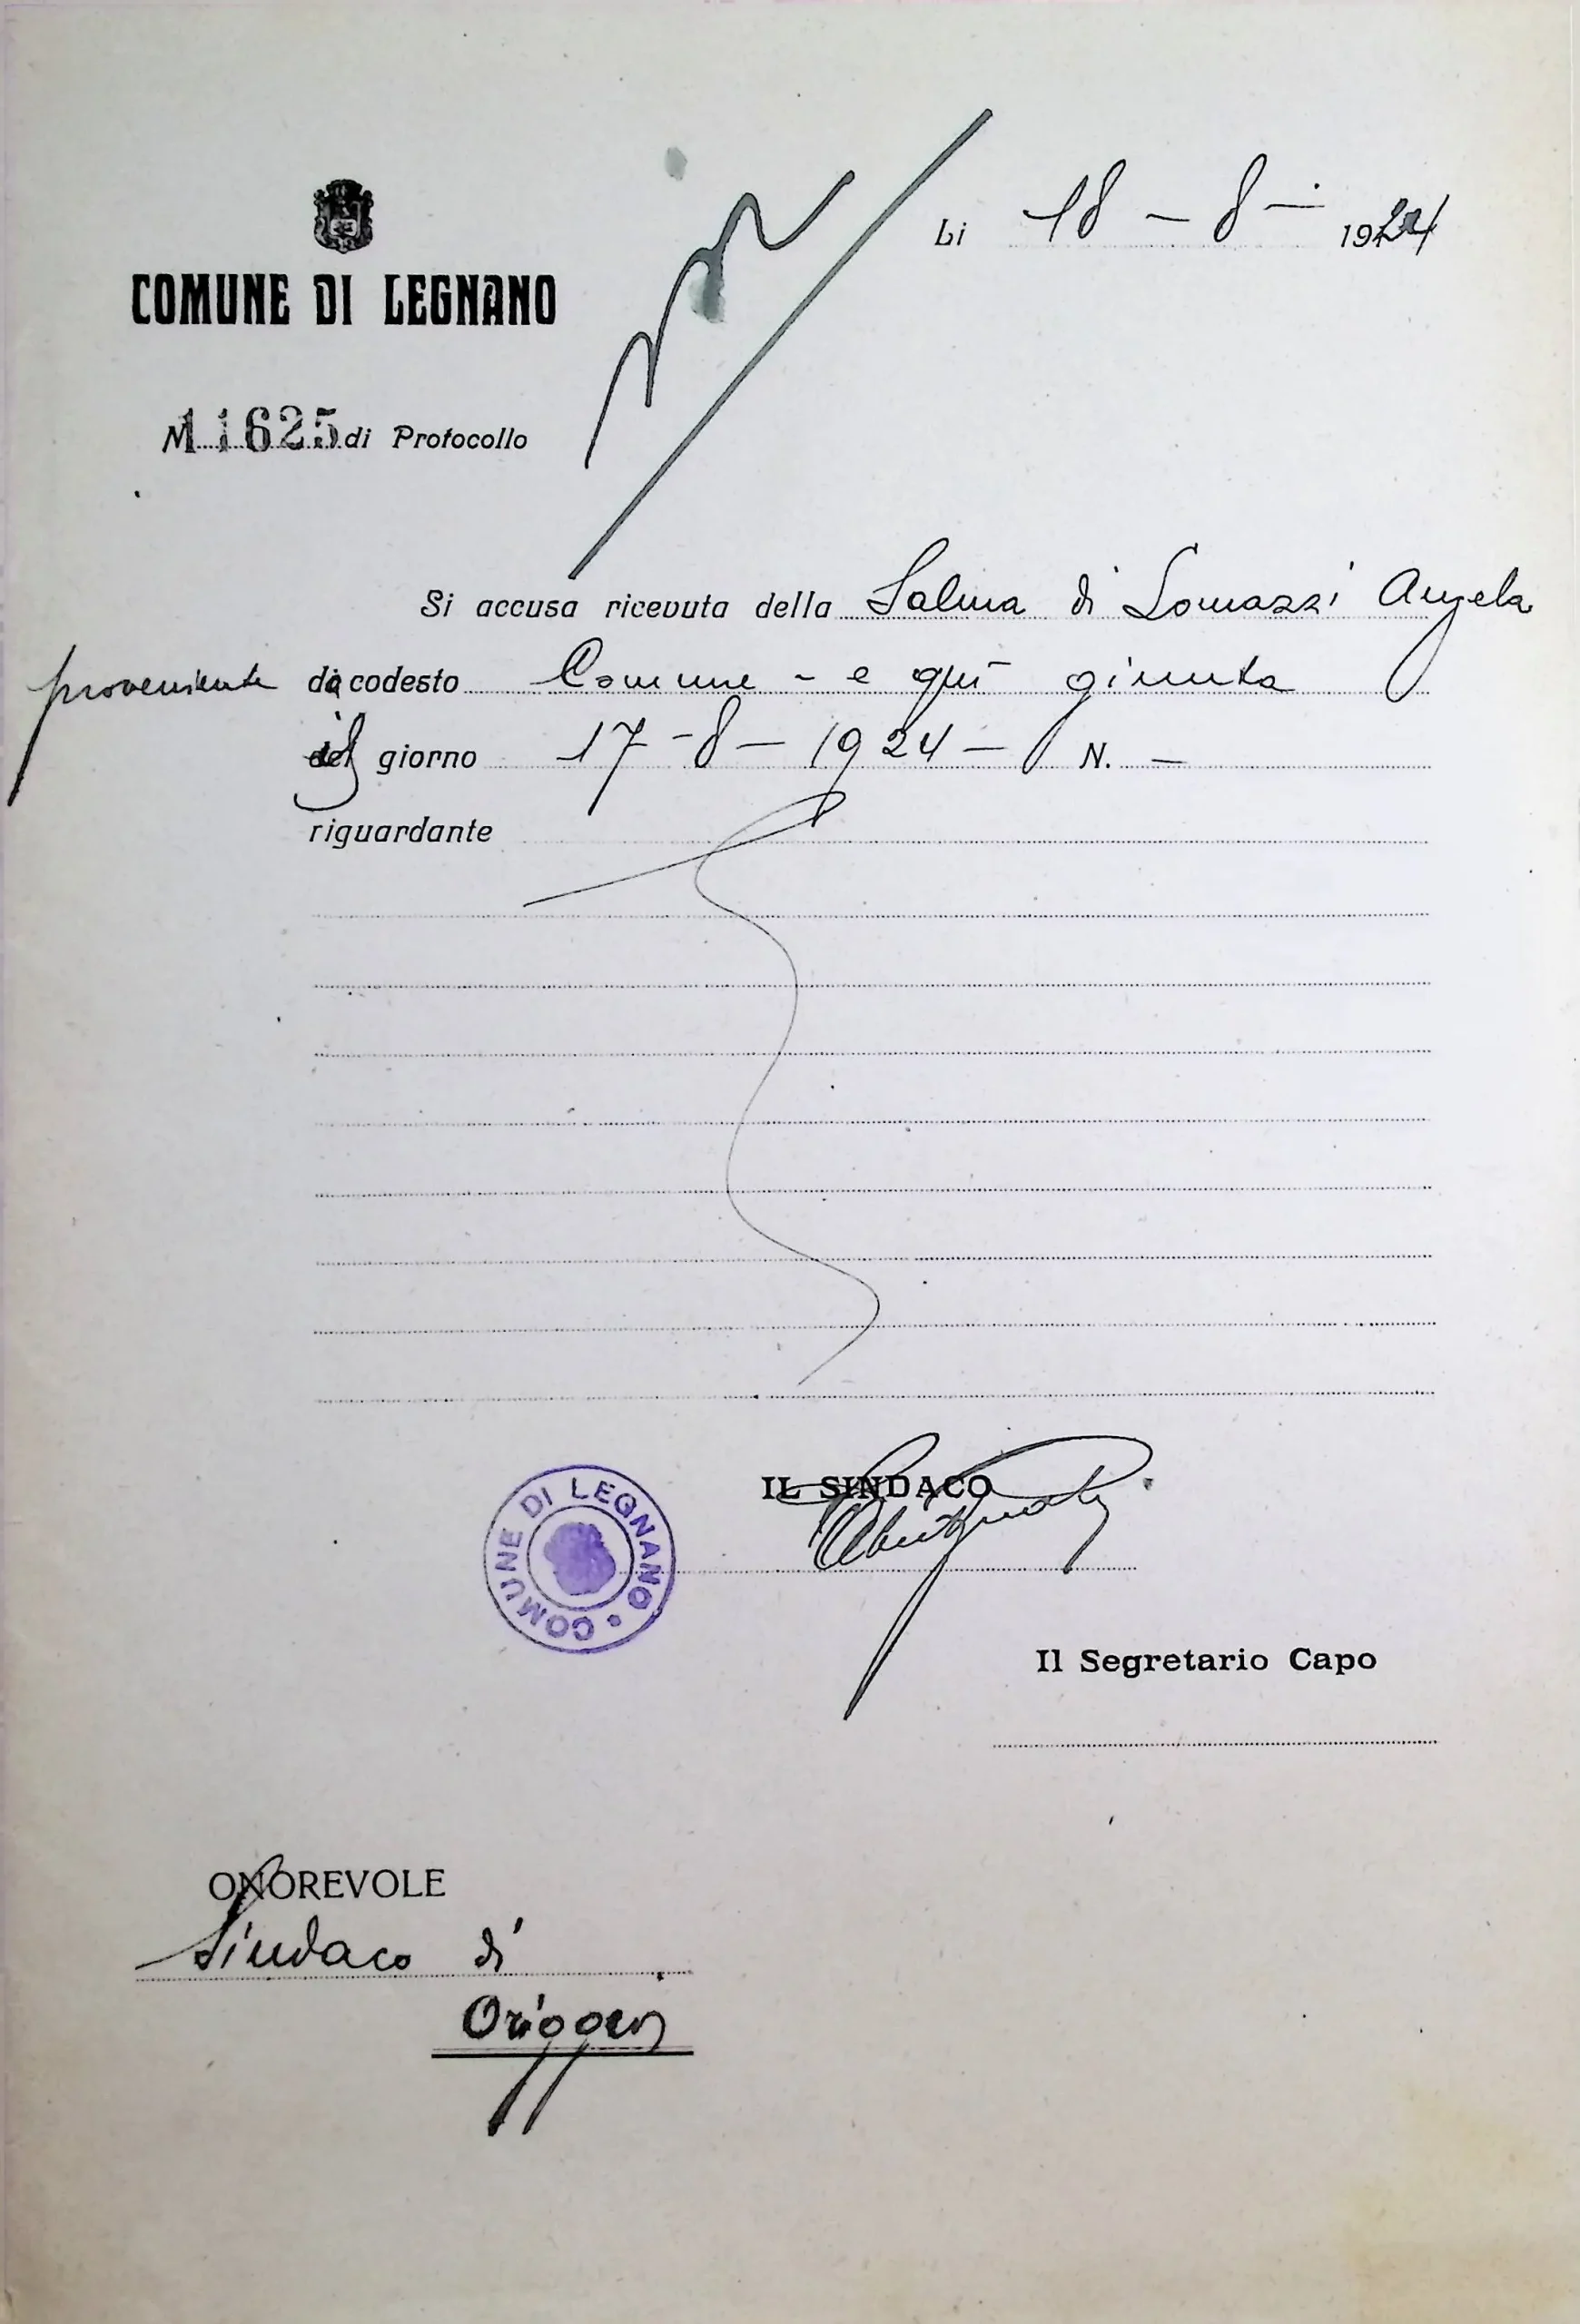 Li 18 - 8 - 1924
COMUNE DI LEGNANO
N. 11625 di Protocollo
Si accusa ricevuta della Salma di Lomazzi Angela
proveniente da codesto Comune - e qui giunta
il giorno 17 - 8 - 1924 - N. -
riguardante
IL SINDACO
COMUNE DI LEGNANO
Il Segretario Capo
ONOREVOLE
Sindaco di
Origgio